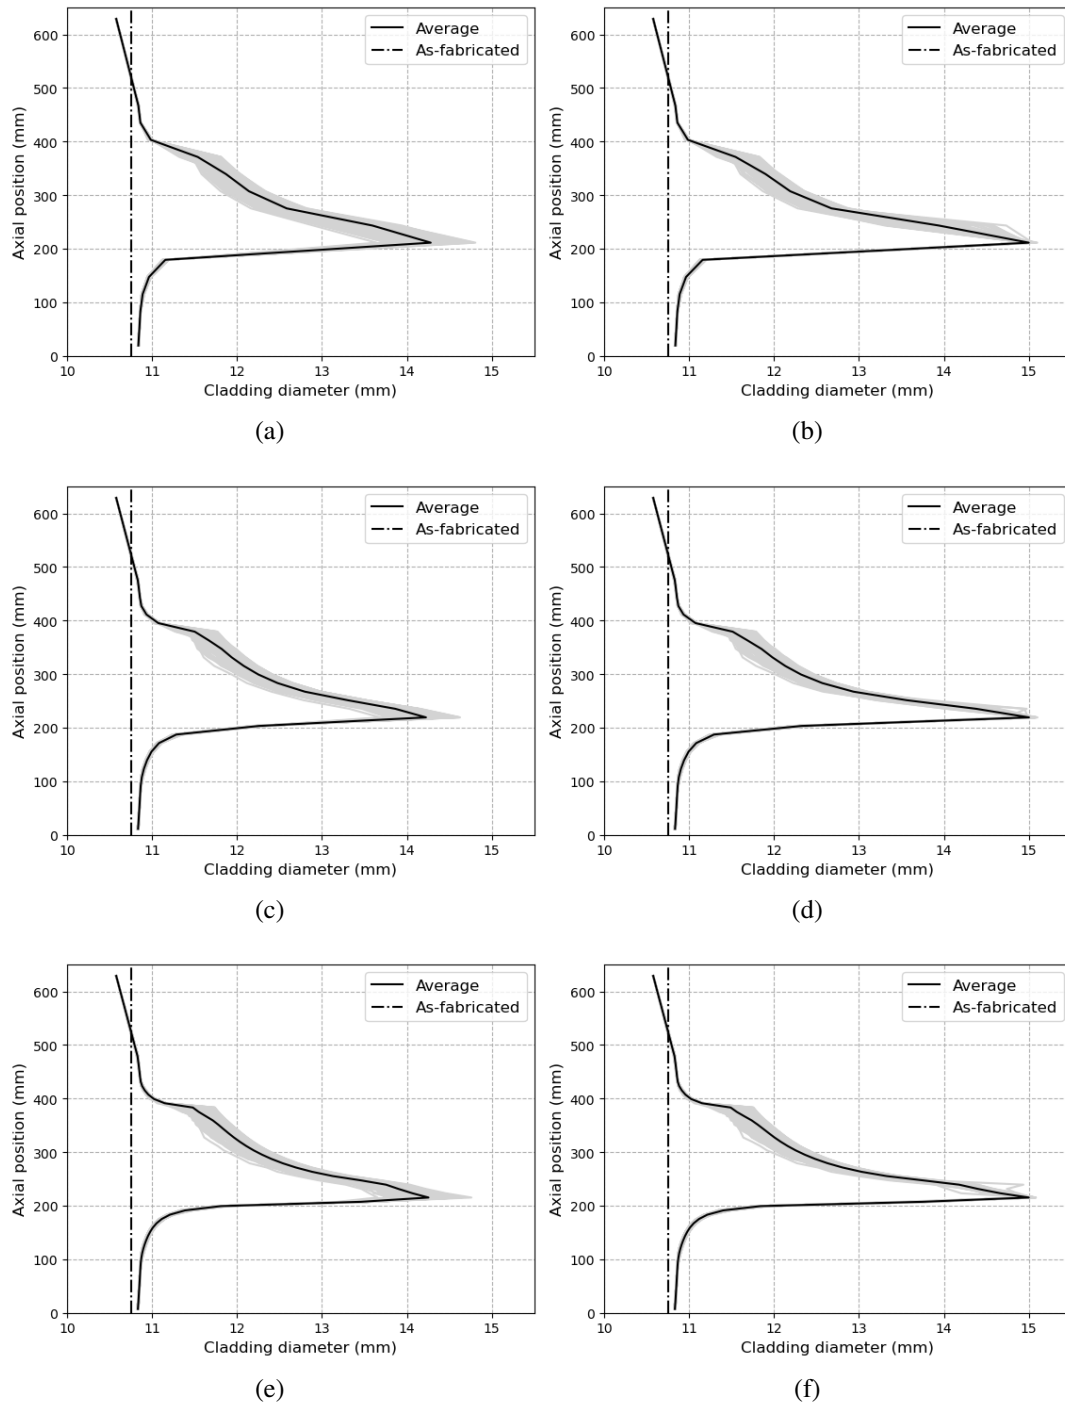 Average
As-fabricated
600
500
400
300
200
100
0
Axial position (mm)
10 11 12 13 14 15
Cladding diameter (mm)
(a)
Average
As-fabricated
600
500
400
300
200
100
0
Axial position (mm)
10 11 12 13 14 15
Cladding diameter (mm)
(b)
Average
As-fabricated
600
500
400
300
200
100
0
Axial position (mm)
10 11 12 13 14 15
Cladding diameter (mm)
(c)
Average
As-fabricated
600
500
400
300
200
100
0
Axial position (mm)
10 11 12 13 14 15
Cladding diameter (mm)
(d)
Average
As-fabricated
600
500
400
300
200
100
0
Axial position (mm)
10 11 12 13 14 15
Cladding diameter (mm)
(e)
Average
As-fabricated
600
500
400
300
200
100
0
Axial position (mm)
10 11 12 13 14 15
Cladding diameter (mm)
(f)